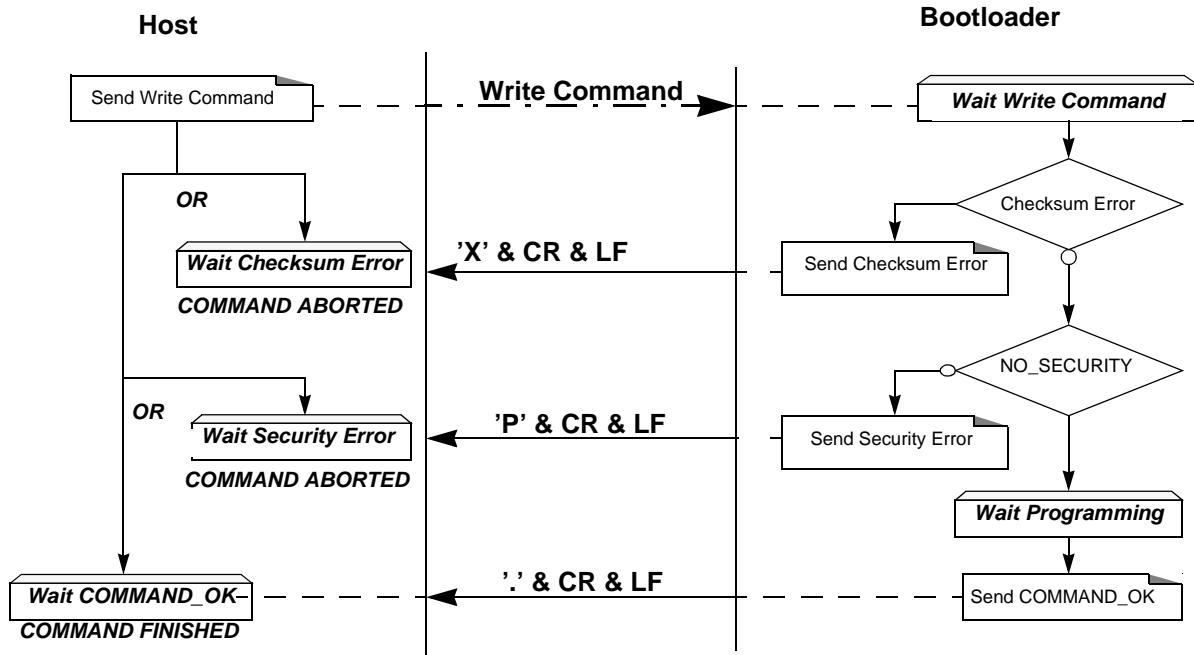 Host
Bootloader
Send Write Command
Write Command
Wait Write Command
OR
Checksum Error
Wait Checksum Error
’X’ & CR & LF
Send Checksum Error
COMMAND ABORTED
NO_SECURITY
OR
Wait Security Error
’P’ & CR & LF
Send Security Error
COMMAND ABORTED
Wait Programming
Wait COMMAND_OK
’.’ & CR & LF
Send COMMAND_OK
COMMAND FINISHED